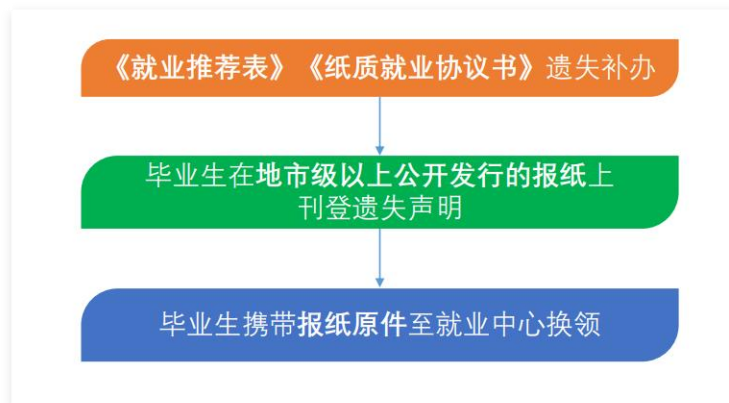 《就业推荐表》《纸质就业协议书》遗失补办
毕业生在地市级以上公开发行的报纸上
刊登遗失声明
毕业生携带报纸原件至就业中心换领